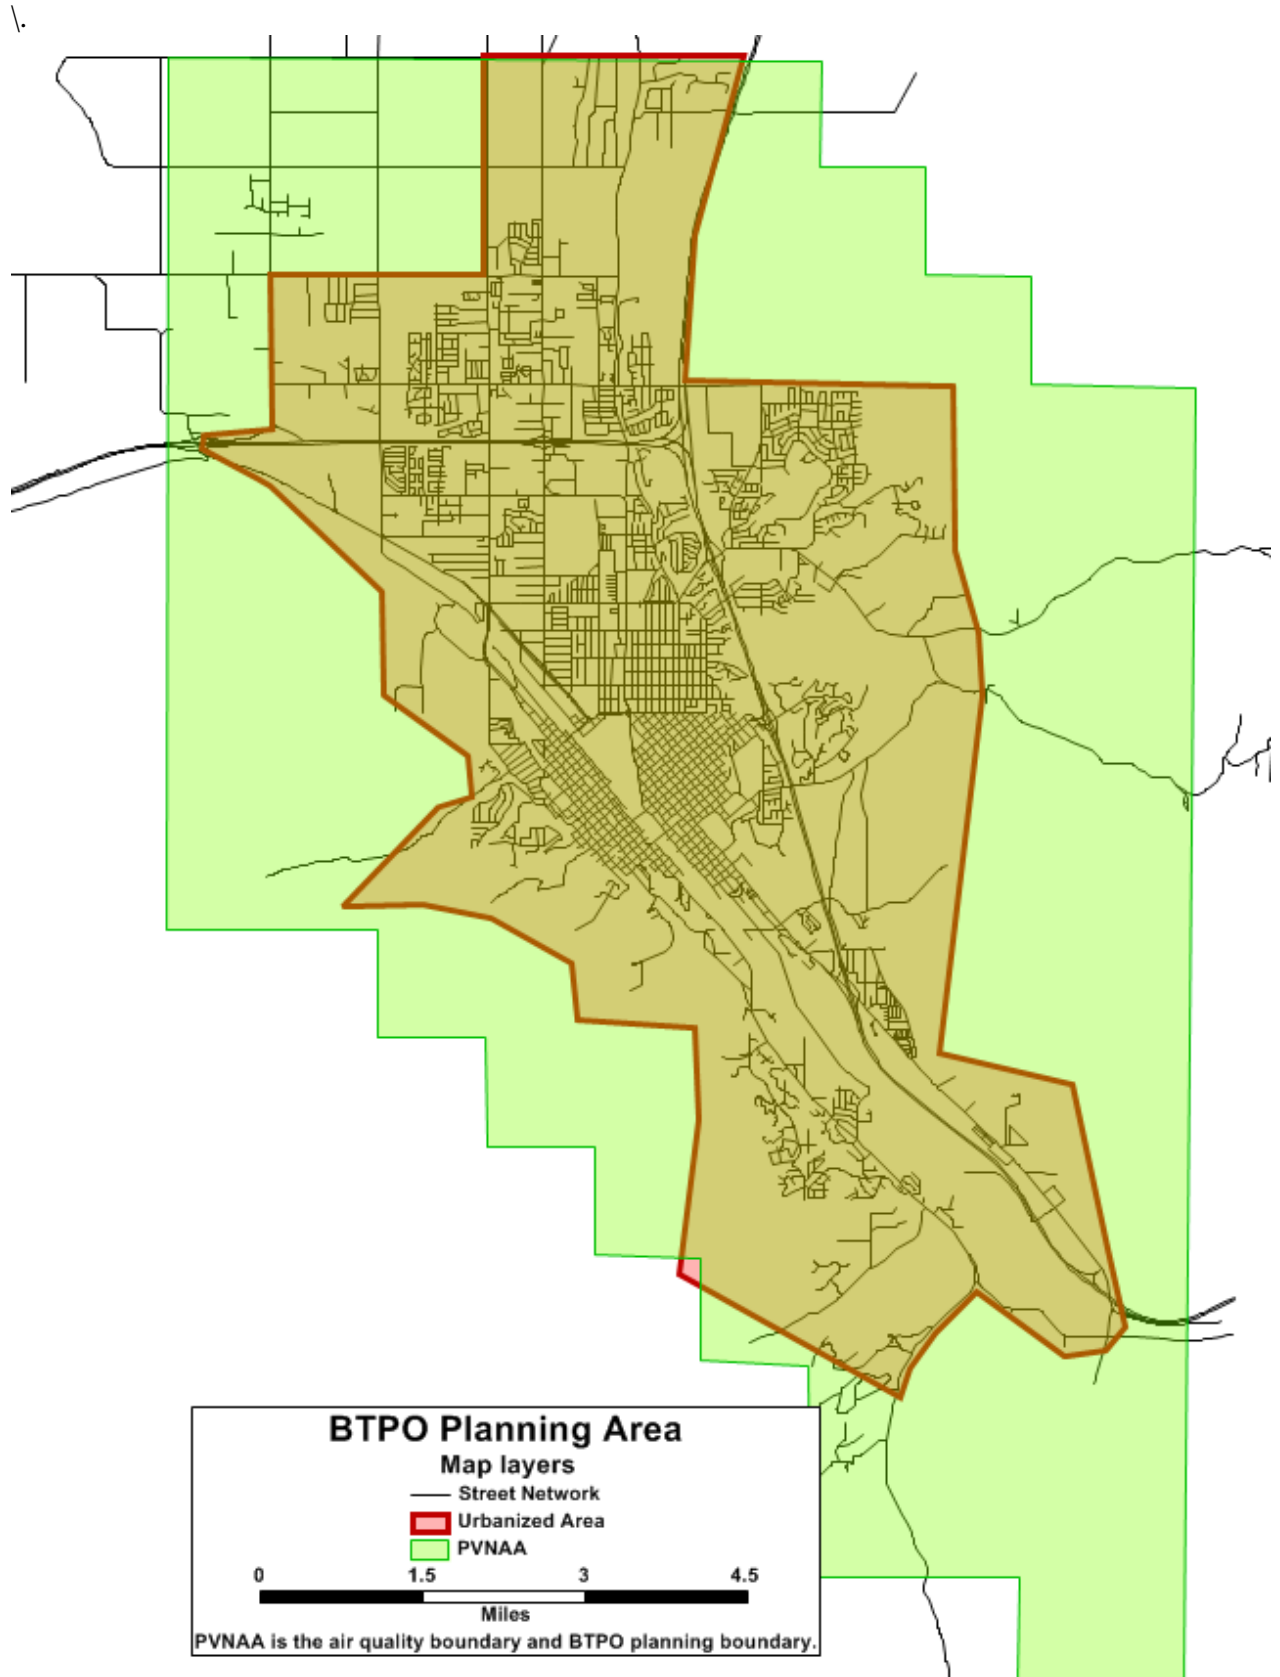 \.
BTPO Planning Area
Map layers
Street Network
Urbanized Area
PVNAA
0 1.5 3 4.5
Miles
PVNAA is the air quality boundary and BTPO planning boundary.